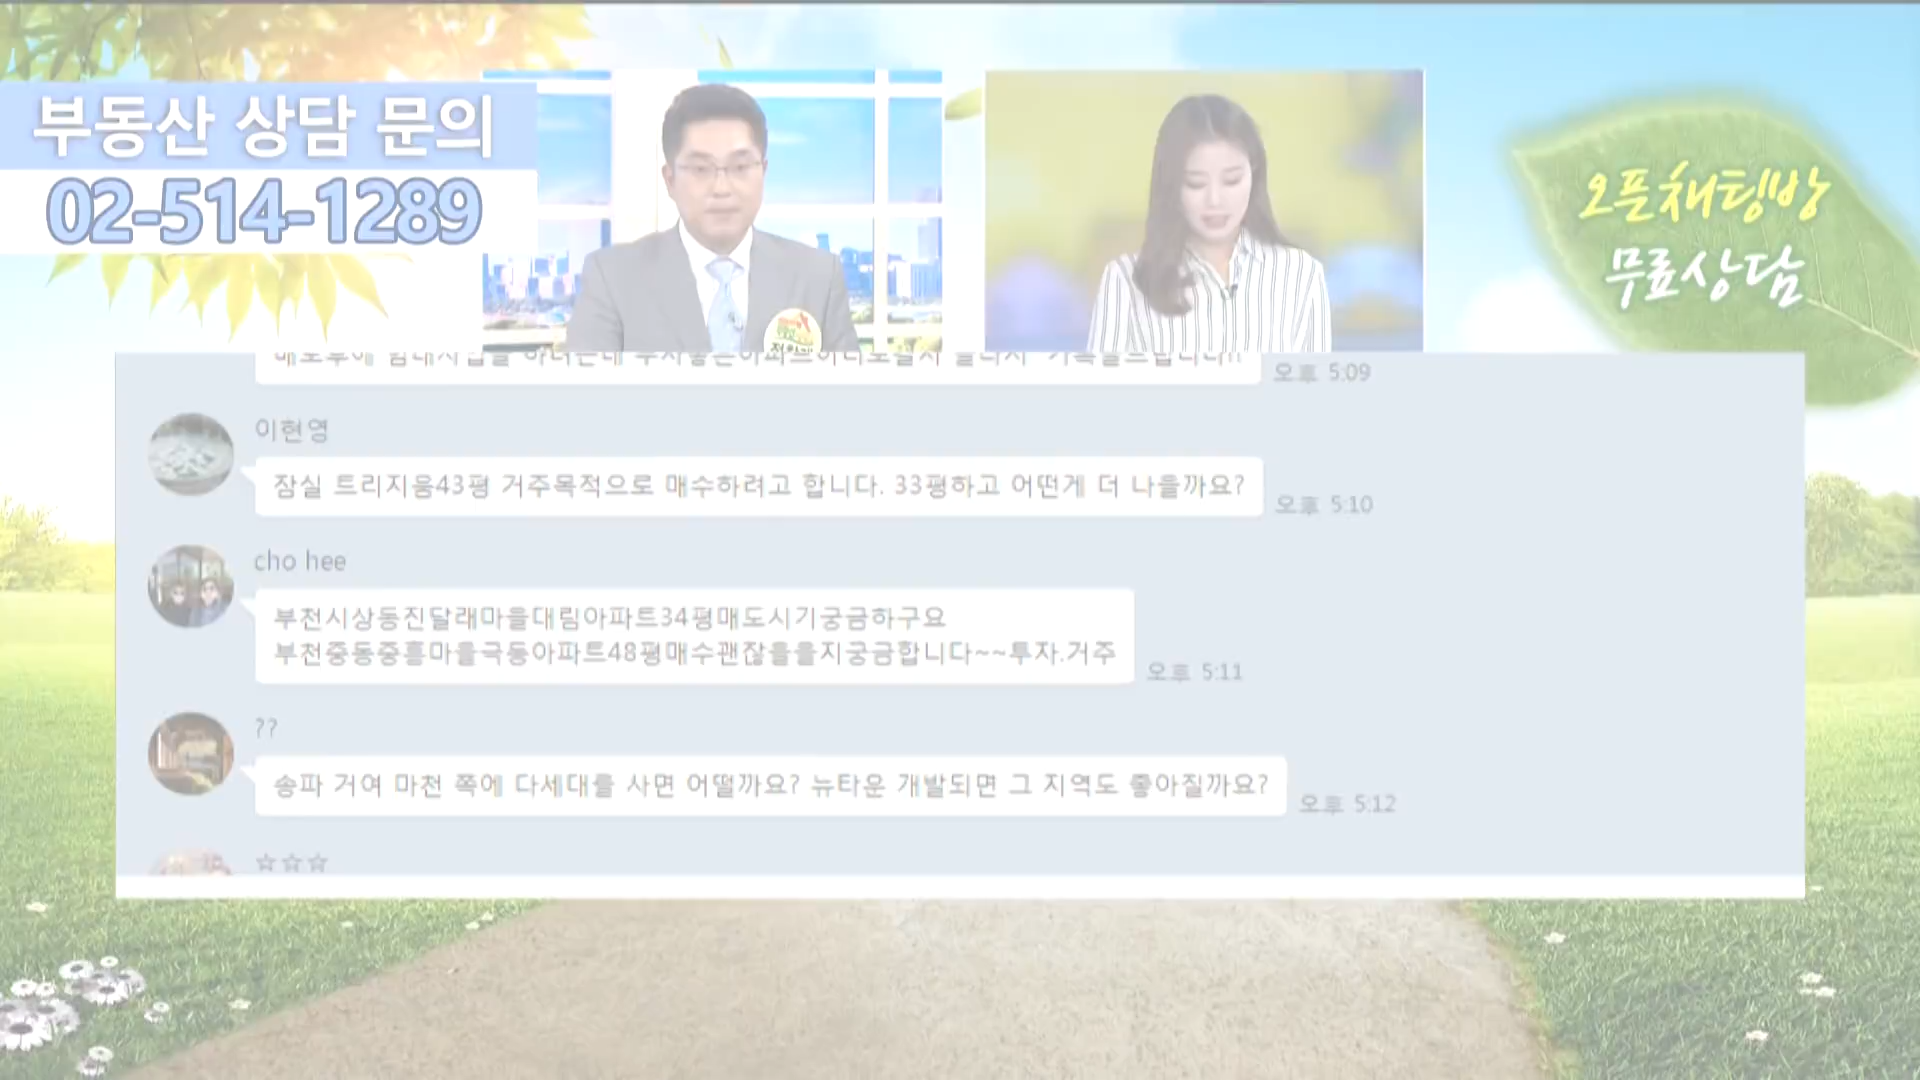 부동산 상담 문의
02-514-1289
오픈채팅방
무료상담
오후 5:09
이현영
잠실 트리지움43평 거주목적으로 매수하려고 합니다. 33평하고 어떤게 더 나을까요?
오후 5:10
cho hee
부천시상동진달래마을대림아파트34평매도시기궁금하구요
부천중동중흥마을극동아파트48평매수괜잖을을지궁금합니다~~투자.거주
오후 5:11
??
송파 거여 마천 쪽에 다세대를 사면 어떨까요? 뉴타운 개발되면 그 지역도 좋아질까요?
오후 5:12
☆☆☆